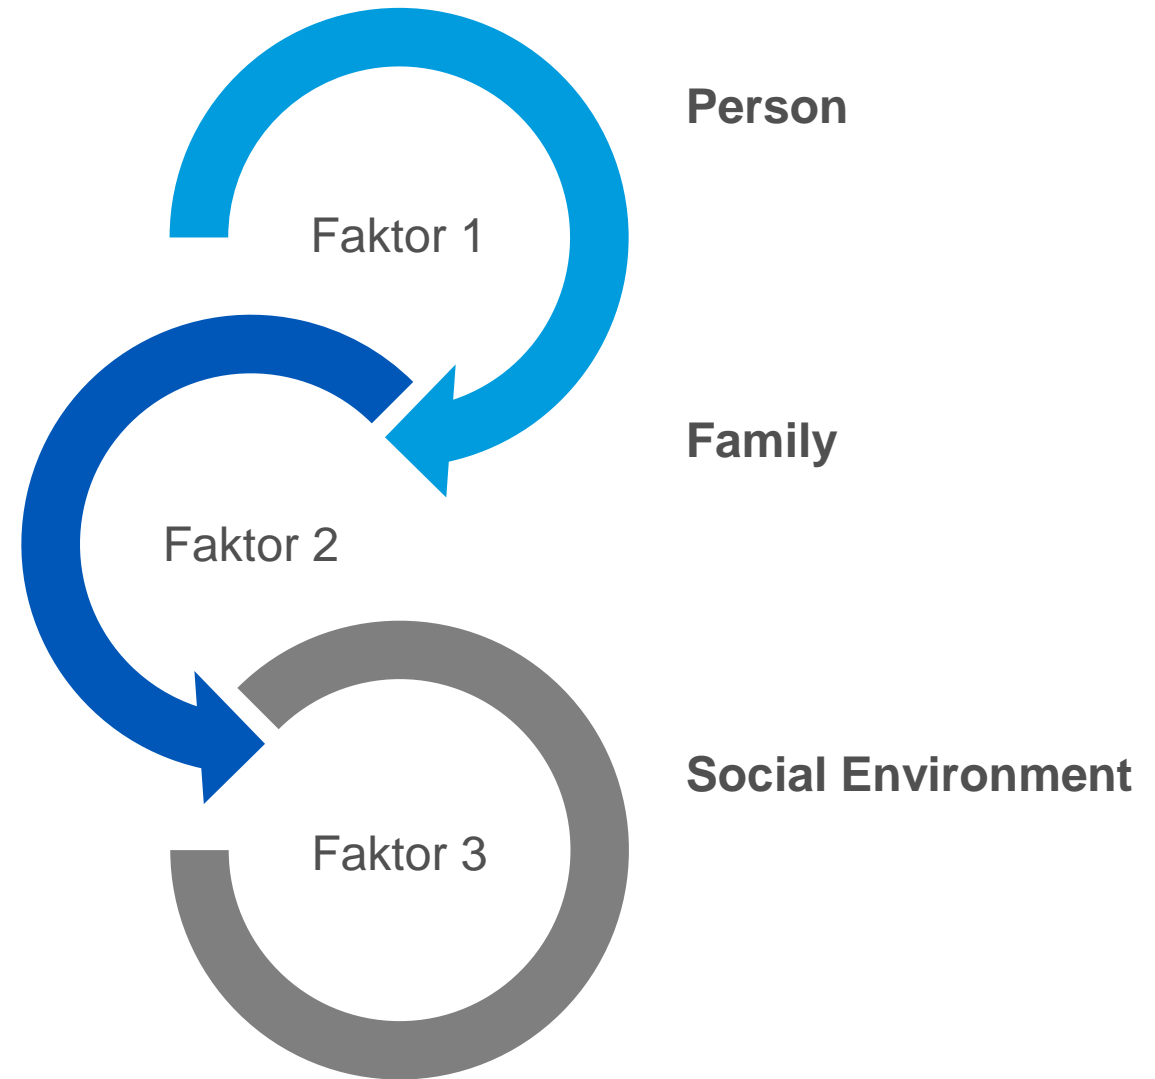 Person
Faktor 1
Family
Faktor 2
Social Environment
Faktor 3